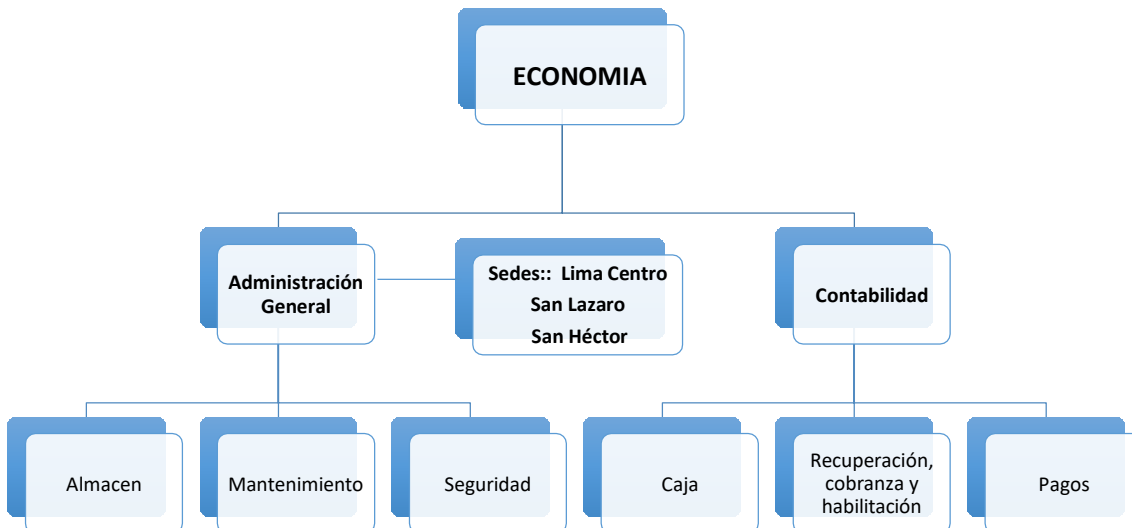 ECONOMIA
Administración
General
Sedes:: Lima Centro
San Lazaro
San Héctor
Contabilidad
Almacen
Mantenimiento
Seguridad
Caja
Recuperación,
cobranza y
habilitación
Pagos